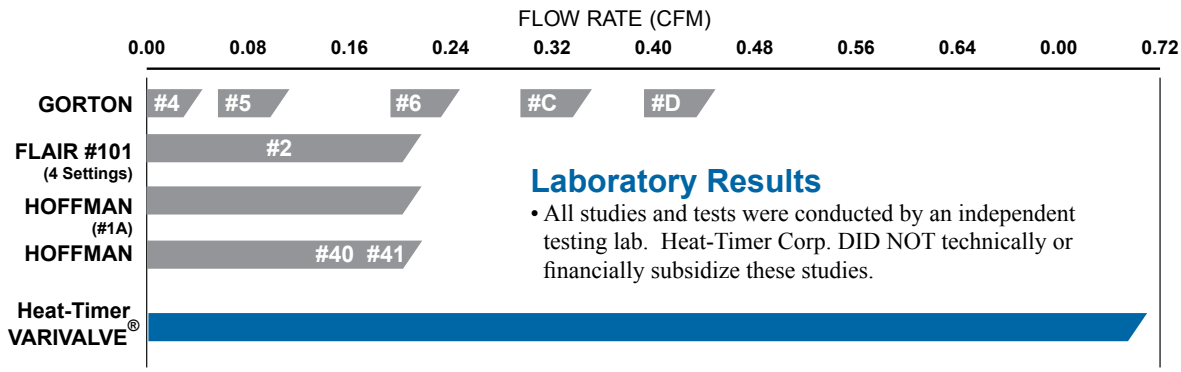 FLOW RATE (CFM)
0.00 0.08 0.16 0.24 0.32 0.40 0.48 0.56 0.64 0.00 0.72
GORTON #4 #5 #6 #C #D
FLAIR #101 #2
(4 Settings)
HOFFMAN
(#1A)
HOFFMAN #40 #41
Heat-Timer
VARIVALVE®
Laboratory Results
• All studies and tests were conducted by an independent
testing lab. Heat-Timer Corp. DID NOT technically or
financially subsidize these studies.